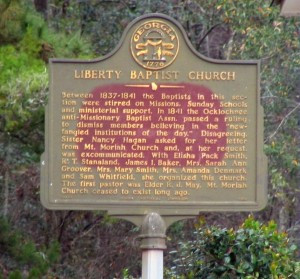 GEORGIA
1776
LIBERTY BAPTIST CHURCH
Between 1837-1841 the Baptists in this sec-
tion were stirred on Missions, Sunday Schools
and ministerial support. In 1841 the Ocklochnee
anti-Missionary Baptist Assn. passed a ruling
to dismiss members believing in the "new-
fangled institutions of the day." Disagreeing,
Sister Nancy Hagan asked for her letter
from Mt. Moriah Church and, at her request,
was excommunicated. With Elisha Pack Smith,
R. T. Stanaland, James I. Baker, Mrs. Sarah Ann
Groover, Mrs. Mary Smith, Mrs. Amanda Denmark
and Sam Whitfield, she organized this church.
The first pastor was Elder R. J. May. Mt. Moriah
Church ceased to exist long ago.